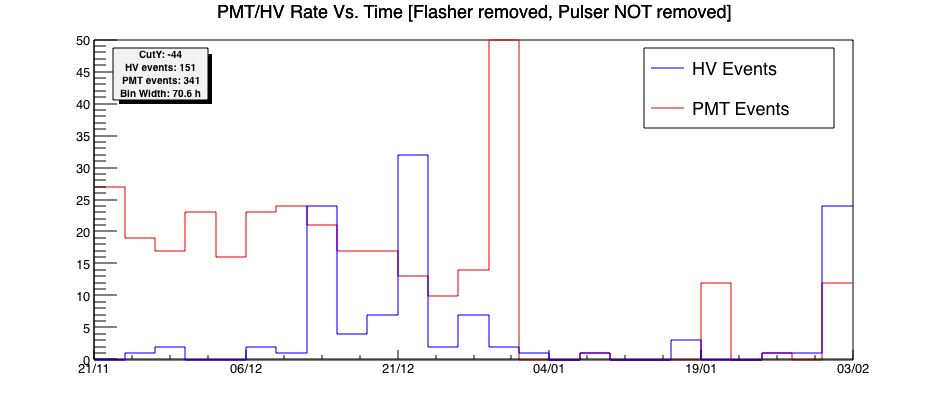 PMT/HV Rate Vs. Time [Flasher removed, Pulser NOT removed]
CutY: -44
HV events: 151
PMT events: 341
Bin Width: 70.6 h
HV Events
PMT Events
50
45
40
35
30
25
20
15
10
5
0
21/11 06/12 21/12 04/01 19/01 03/02